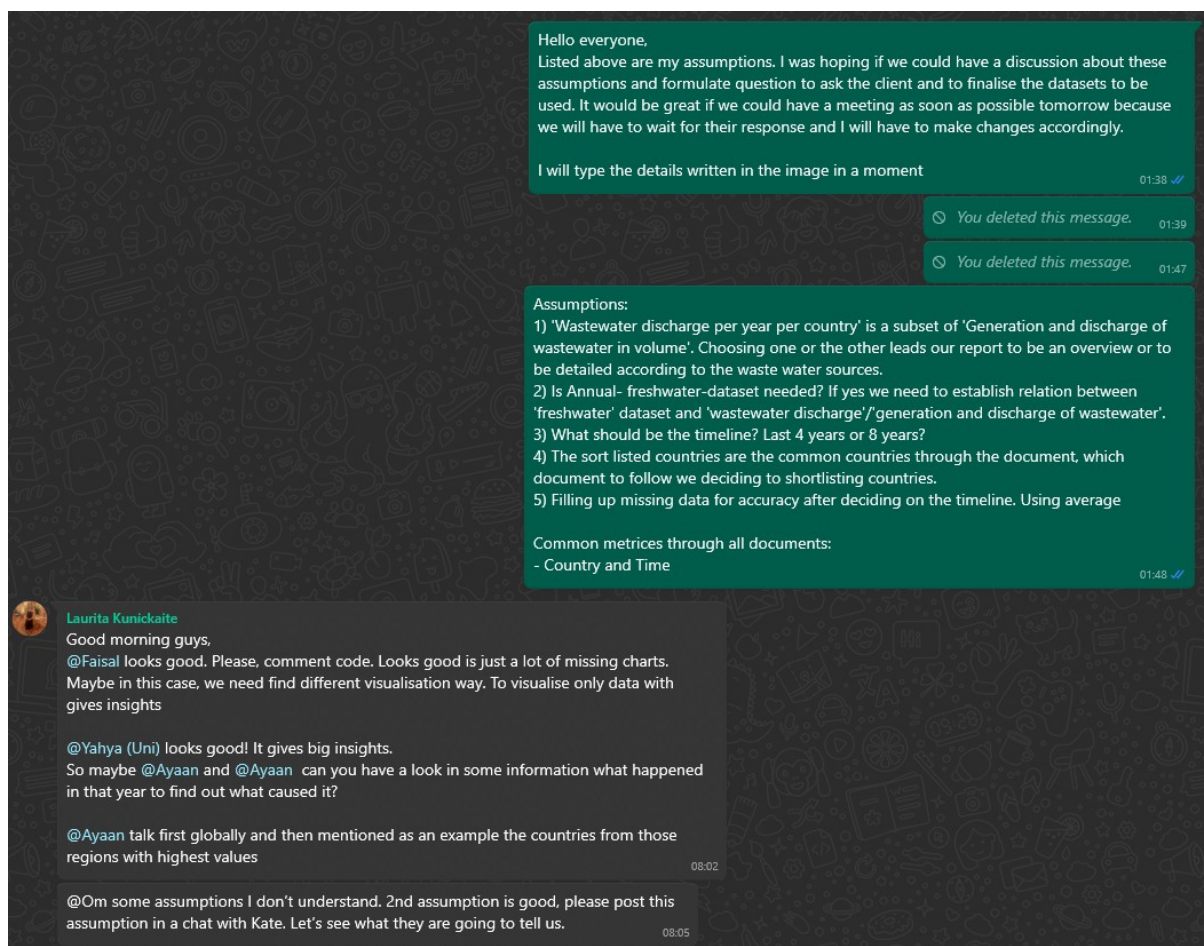 Hello everyone,
Listed above are my assumptions. I was hoping if we could have a discussion about these
assumptions and formulate question to ask the client and to finalise the datasets to be
used. It would be great if we could have a meeting as soon as possible tomorrow because
we will have to wait for their response and I will have to make changes accordingly.
I will type the details written in the image in a moment
01:38
You deleted this message.
01:39
You deleted this message.
01:47
Assumptions:
1) 'Wastewater discharge per year per country' is a subset of 'Generation and discharge of
wastewater in volume'. Choosing one or the other leads our report to be an overview or to
be detailed according to the waste water sources.
2) Is Annual- freshwater-dataset needed? If yes we need to establish relation between
'freshwater' dataset and 'wastewater discharge'/'generation and discharge of wastewater'.
3) What should be the timeline? Last 4 years or 8 years?
4) The sort listed countries are the common countries through the document, which
document to follow we deciding to shortlisting countries.
5) Filling up missing data for accuracy after deciding on the timeline. Using average
Common metrices through all documents:
- Country and Time
01:48
Laurita Kunickaite
Good morning guys,
@Faisal looks good. Please, comment code. Looks good is just a lot of missing charts.
Maybe in this case, we need find different visualisation way. To visualise only data with
gives insights
@Yahya (Uni) looks good! It gives big insights.
So maybe @Ayaan and @Ayaan can you have a look in some information what happened
in that year to find out what caused it?
@Ayaan talk first globally and then mentioned as an example the countries from those
regions with highest values
08:02
@Om some assumptions I don't understand. 2nd assumption is good, please post this
assumption in a chat with Kate. Let's see what they are going to tell us.
08:05